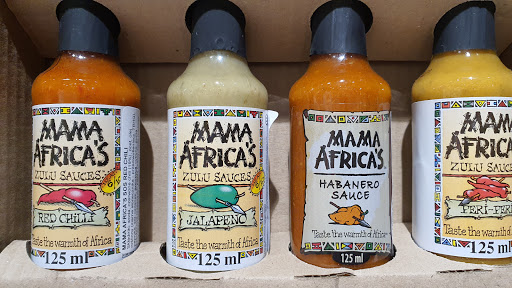 MAMA
AFRICA'S
ZULU SAUCES
RED CHILLI
Taste the warmth of Africa
125 ml
MAMA
AFRICA'S
ZULU SAUCES
JALAPENO
Taste the warmth of Africa
125 ml
MAMA
AFRICA'S
HABANERO
SAUCE
Taste the warmth of Africa
125 ml
MAMA
AFRICA'S
ZULU SAUCES
PERI-PERI
Taste the warmth of Africa
125 ml